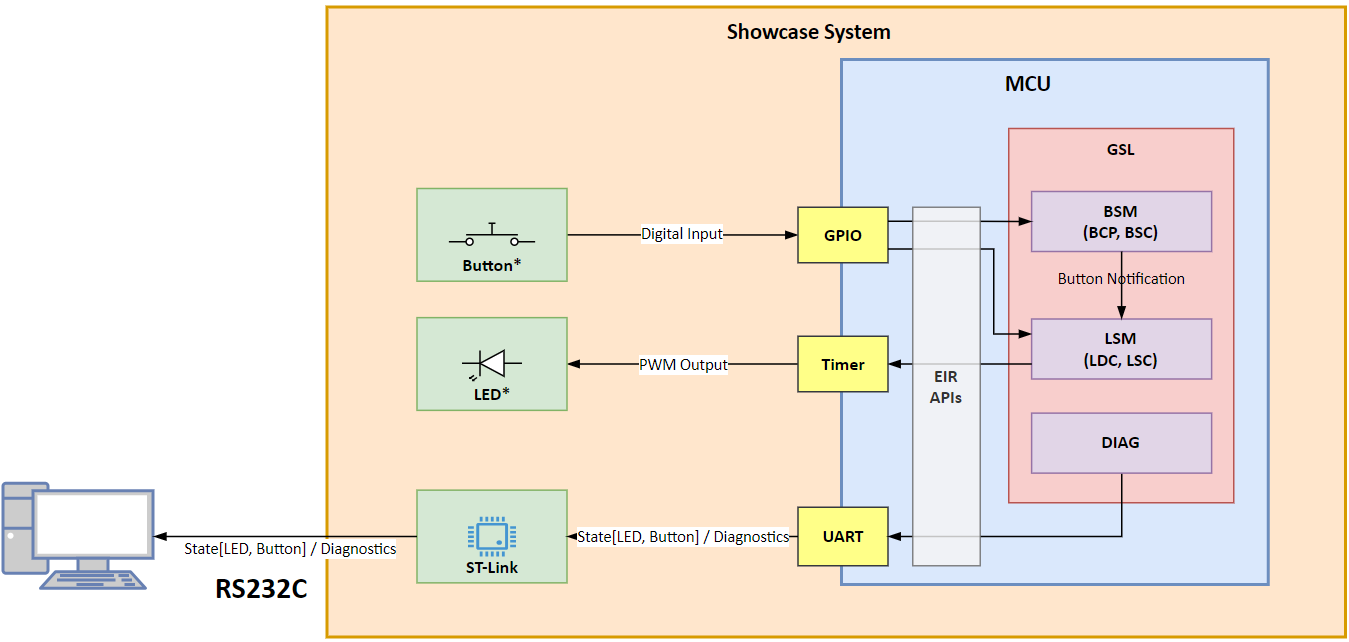 Showcase System
MCU
GSL
BSM
(BCP, BSC)
Button*
Digital Input
GPIO
Button Notification
LED*
PWM Output
Timer
LSM
(LDC, LSC)
EIR
APIs
DIAG
State[LED, Button] / Diagnostics
RS232C
ST-Link
State[LED, Button] / Diagnostics
UART